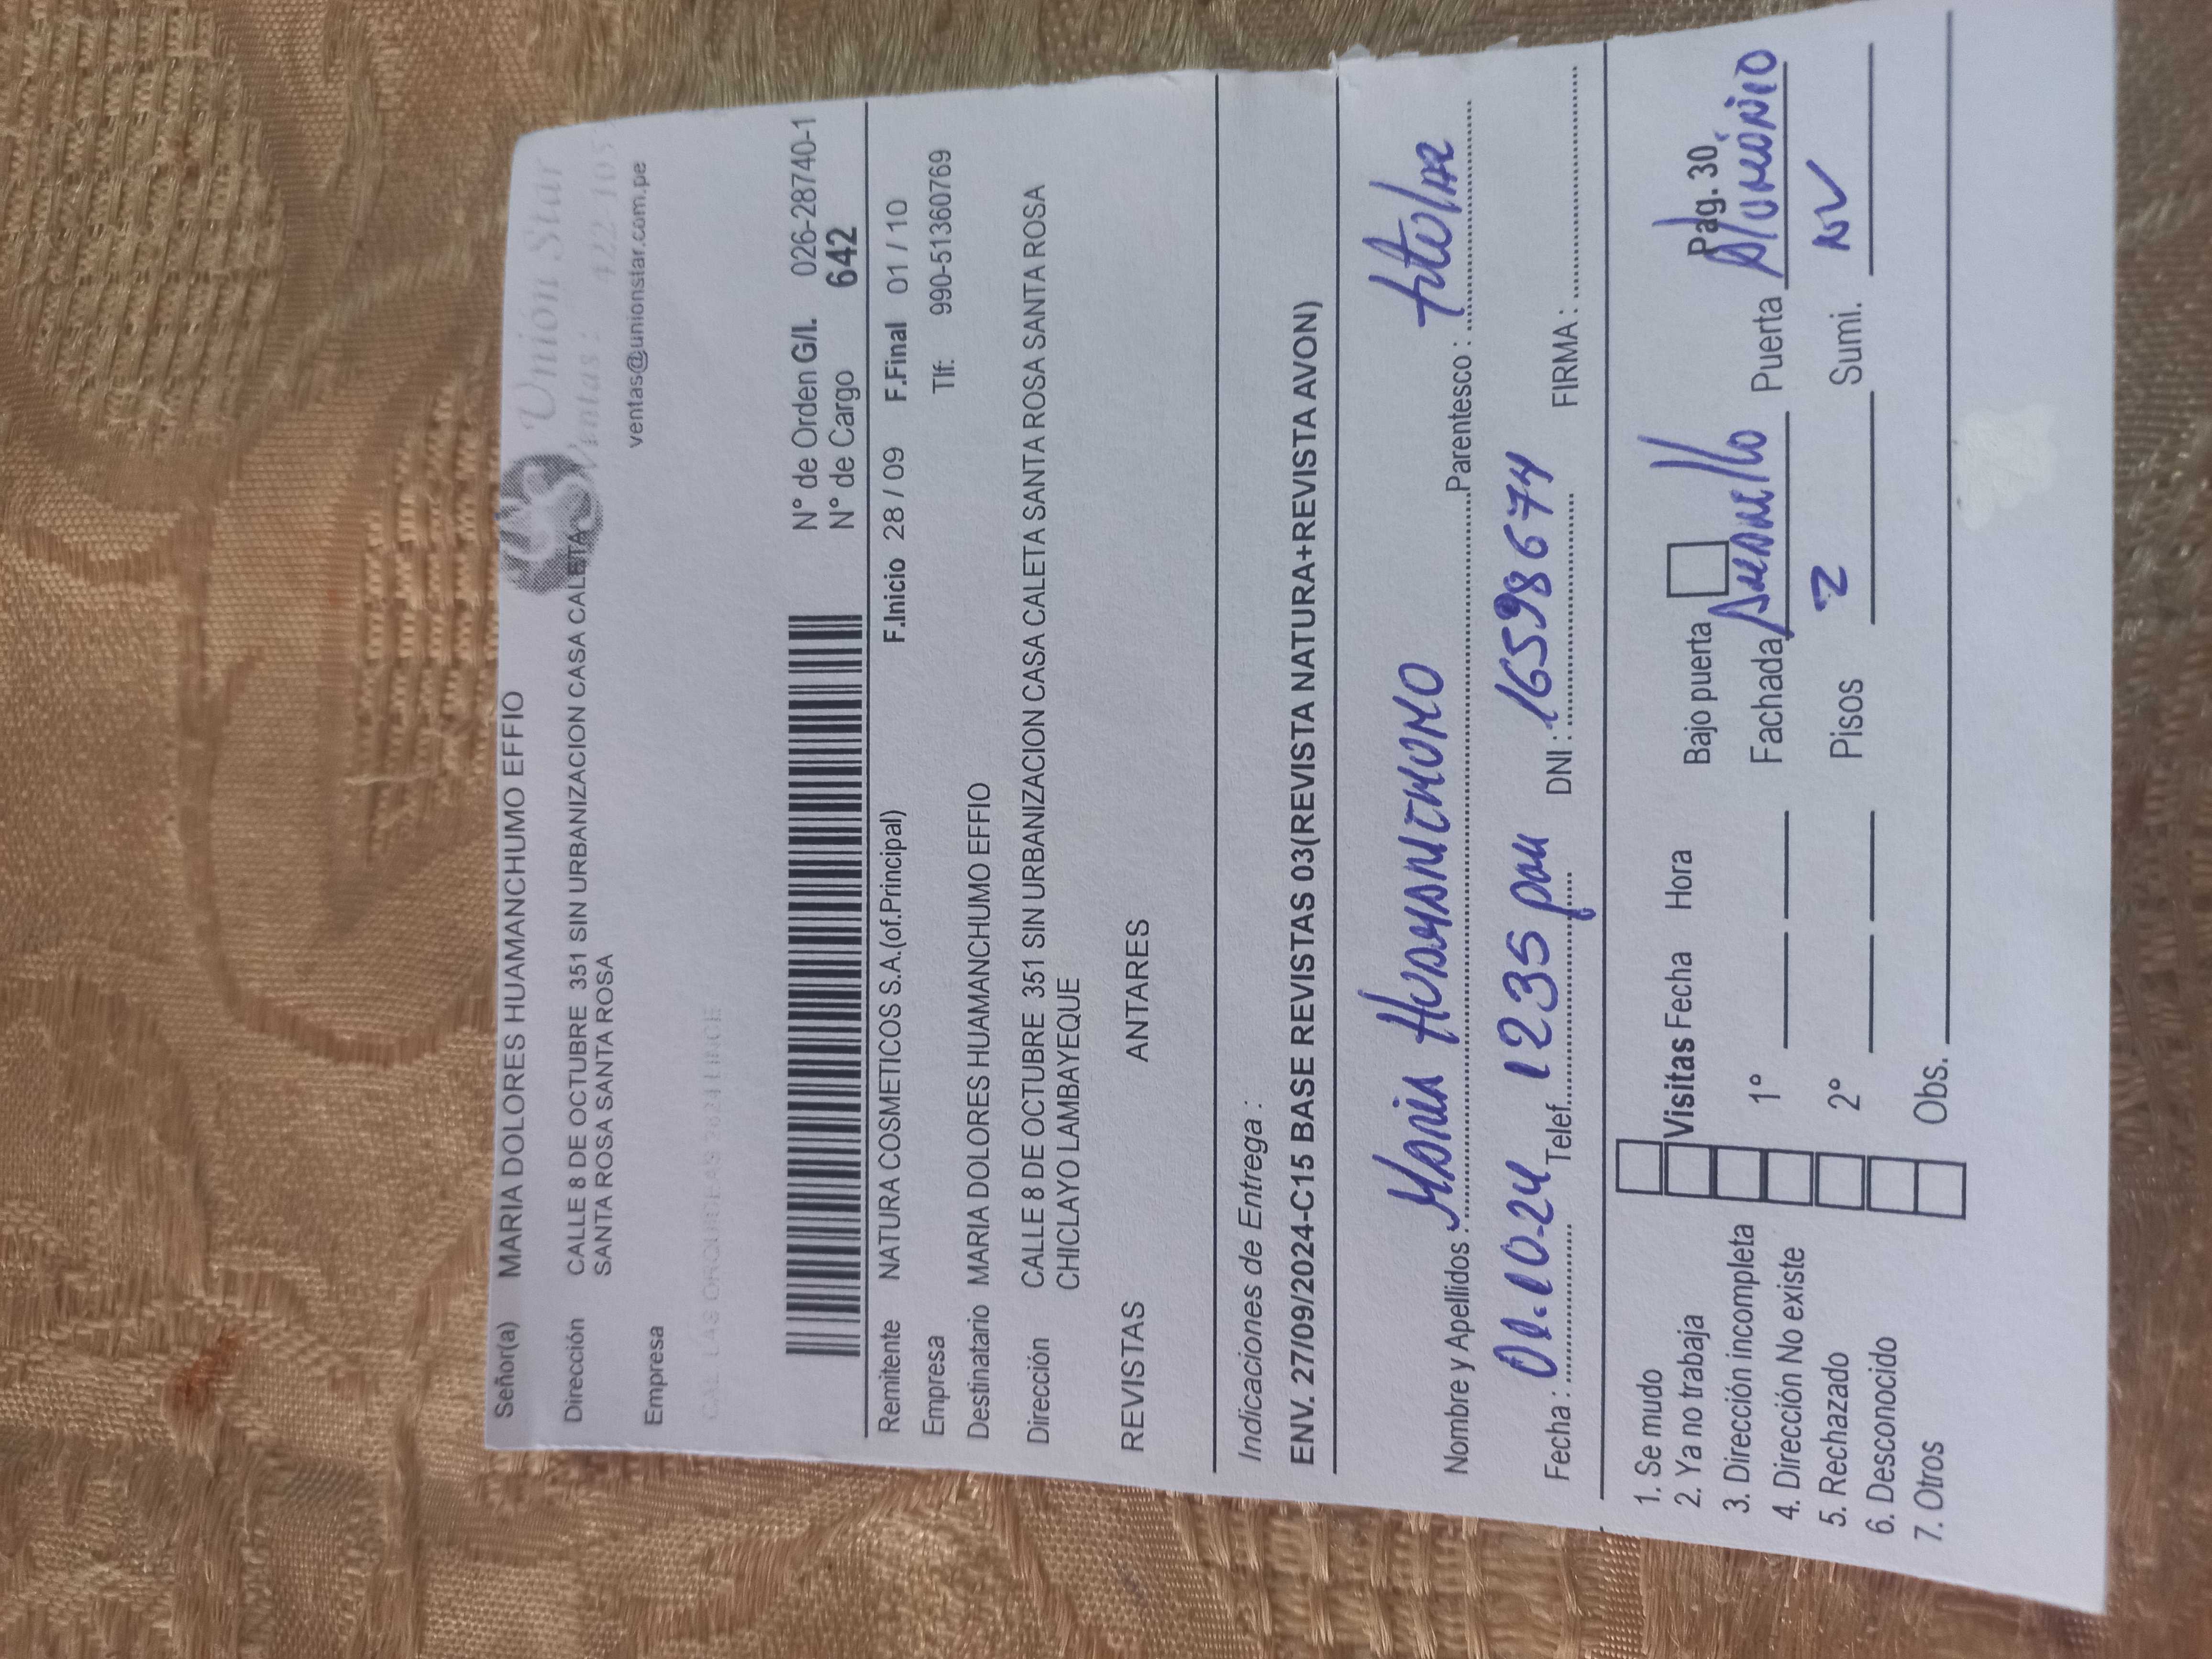 Señor(a) MARIA DOLORES HUAMANCHUMO EFFIO
Unión Star
Ventas : 422-105
Dirección CALLE 8 DE OCTUBRE 351 SIN URBANIZACION CASA CALETA
SANTA ROSA SANTA ROSA
ventas@unionstar.com.pe
Empresa
CAL. LAS ORQUIDEAS 2624 LINCE
N° de Orden G/I. 026-28740-1
N° de Cargo 642
Remitente NATURA COSMETICOS S.A.(of.Principal) F.Inicio 28 / 09 F.Final 01 / 10
Empresa Tlf: 990-51360769
Destinatario MARIA DOLORES HUAMANCHUMO EFFIO
Dirección CALLE 8 DE OCTUBRE 351 SIN URBANIZACION CASA CALETA SANTA ROSA SANTA ROSA
CHICLAYO LAMBAYEQUE
REVISTAS ANTARES
Indicaciones de Entrega :
ENV. 27/09/2024-C15 BASE REVISTAS 03(REVISTA NATURA+REVISTA AVON)
Nombre y Apellidos : Maria Huamanchumo Parentesco : titular
Fecha : 01.10-24 Telef. 1235 pm DNI : 16598674 FIRMA :
1. Se mudo
2. Ya no trabaja
3. Dirección incompleta
4. Dirección No existe
5. Rechazado
6. Desconocido
7. Otros
Visitas Fecha Hora Bajo puerta Pag. 30
1° Fachada Amarillo Puerta Aluminio
2° Pisos 2 Sumi.
Obs.